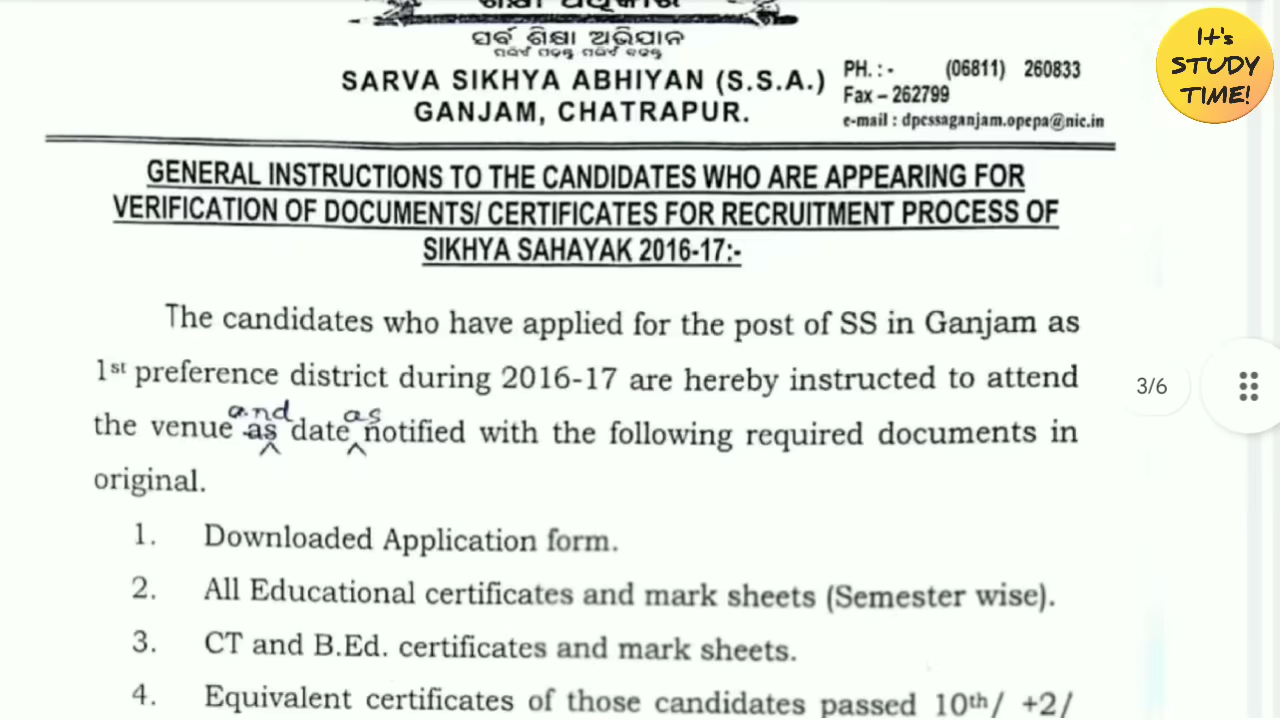 ସର୍ବ ଶିକ୍ଷା ଅଭିଯାନ
SARVA SIKHYA ABHIYAN (S.S.A.)
GANJAM, CHATRAPUR.
PH. : - (06811) 260833
Fax – 262799
e-mail : dpcssaganjam.opepa@nic.in
It's
STUDY
TIME!
GENERAL INSTRUCTIONS TO THE CANDIDATES WHO ARE APPEARING FOR
VERIFICATION OF DOCUMENTS/ CERTIFICATES FOR RECRUITMENT PROCESS OF
SIKHYA SAHAYAK 2016-17:-
The candidates who have applied for the post of SS in Ganjam as
1st preference district during 2016-17 are hereby instructed to attend
and as
the venue as date notified with the following required documents in
original.
3/6
1. Downloaded Application form.
2. All Educational certificates and mark sheets (Semester wise).
3. CT and B.Ed. certificates and mark sheets.
4. Equivalent certificates of those candidates passed 10th/ +2/